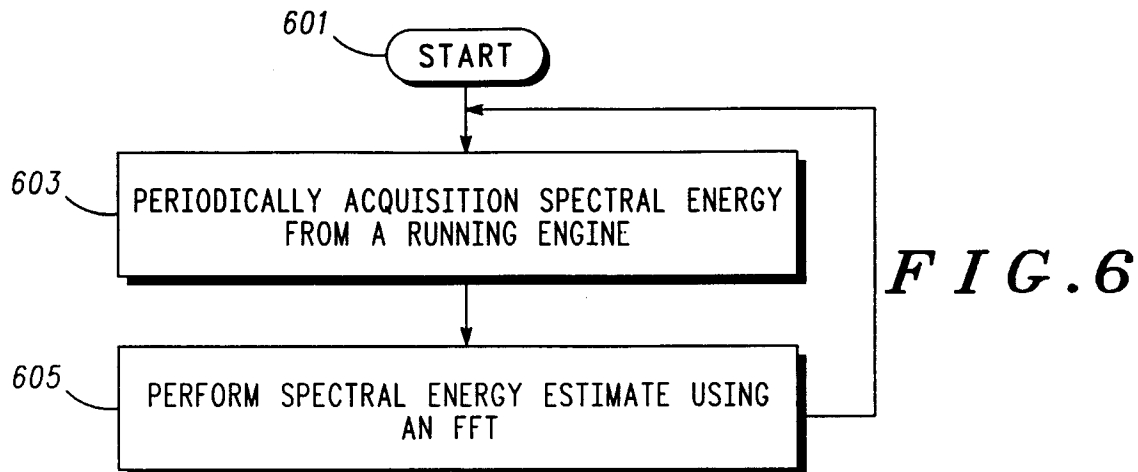 601
START
603
PERIODICALLY ACQUISITION SPECTRAL ENERGY
FROM A RUNNING ENGINE
FIG.6
605
PERFORM SPECTRAL ENERGY ESTIMATE USING
AN FFT